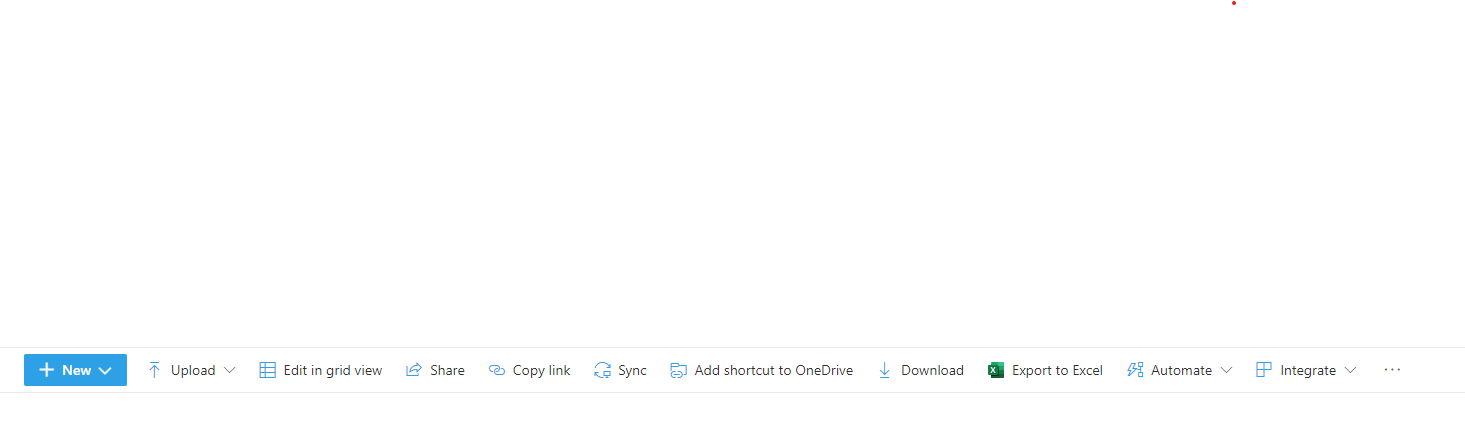 New Upload Edit in grid view Share Copy link Sync Add shortcut to OneDrive Download Export to Excel Automate Integrate ···